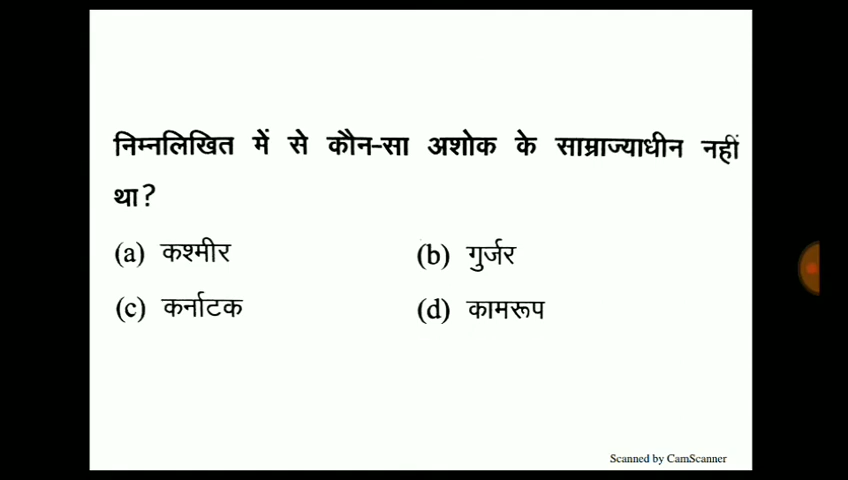 निम्नलिखित में से कौन-सा अशोक के साम्राज्याधीन नहीं
था?
(a) कश्मीर (b) गुर्जर
(c) कर्नाटक (d) कामरूप
Scanned by CamScanner